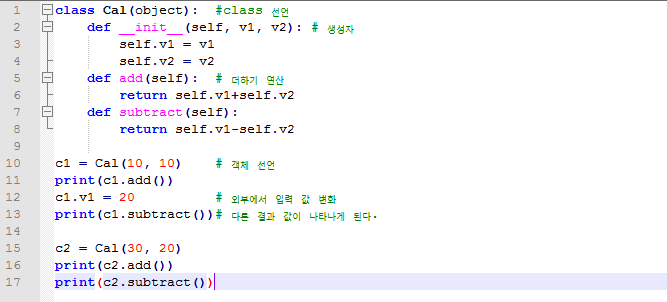 1 class Cal(object):  #class 선언
2     def __init__(self, v1, v2): # 생성자
3         self.v1 = v1
4         self.v2 = v2
5     def add(self):  # 더하기 연산
6         return self.v1+self.v2
7     def subtract(self):
8         return self.v1-self.v2
9
10 c1 = Cal(10, 10)    # 객체 선언
11 print(c1.add())
12 c1.v1 = 20          # 외부에서 입력 값 변화
13 print(c1.subtract())# 다른 결과 값이 나타나게 된다.
14
15 c2 = Cal(30, 20)
16 print(c2.add())
17 print(c2.subtract())